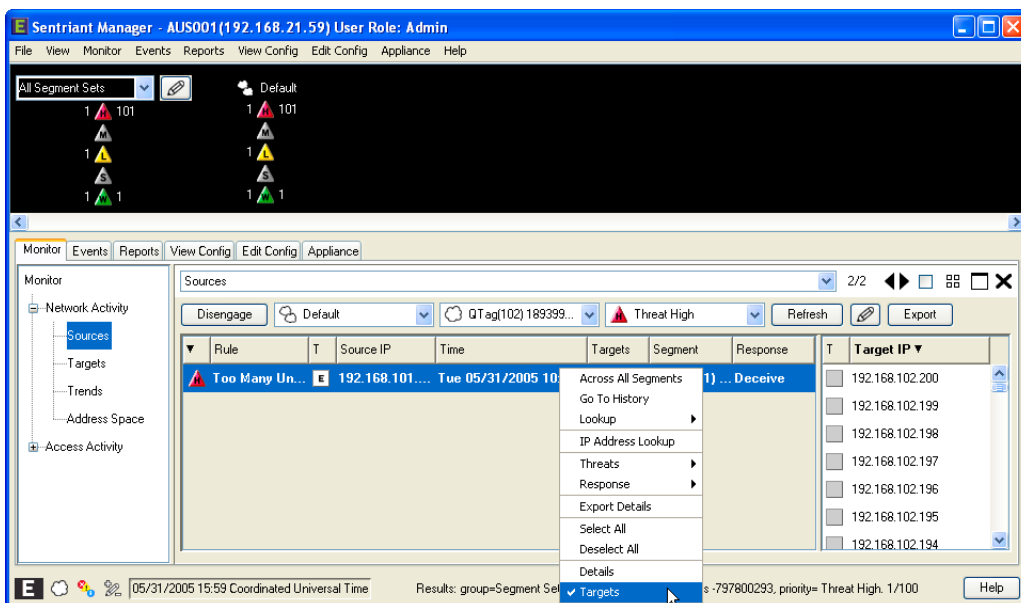 E Sentriant Manager - AUS001(192.168.21.59) User Role: Admin
File View Monitor Events Reports View Config Edit Config Appliance Help
All Segment Sets Default
1 H 101 1 H 101
M M
1 L 1 L
S S
1 W 1 1 W 1
Monitor Events Reports View Config Edit Config Appliance
Monitor
Network Activity
Sources
Targets
Trends
Address Space
Access Activity
Sources 2/2
Disengage Default QTag(102) 189399... H Threat High Refresh Export
Rule T Source IP Time Targets Segment Response T Target IP
H Too Many Un... E 192.168.101.... Tue 05/31/2005 10: 1) ... Deceive
192.168.102.200
192.168.102.199
192.168.102.198
192.168.102.197
192.168.102.196
192.168.102.195
192.168.102.194
Across All Segments
Go To History
Lookup
IP Address Lookup
Threats
Response
Export Details
Select All
Deselect All
Details
Targets
E 05/31/2005 15:59 Coordinated Universal Time Results: group=Segment Se s -797800293, priority= Threat High. 1/100 Help